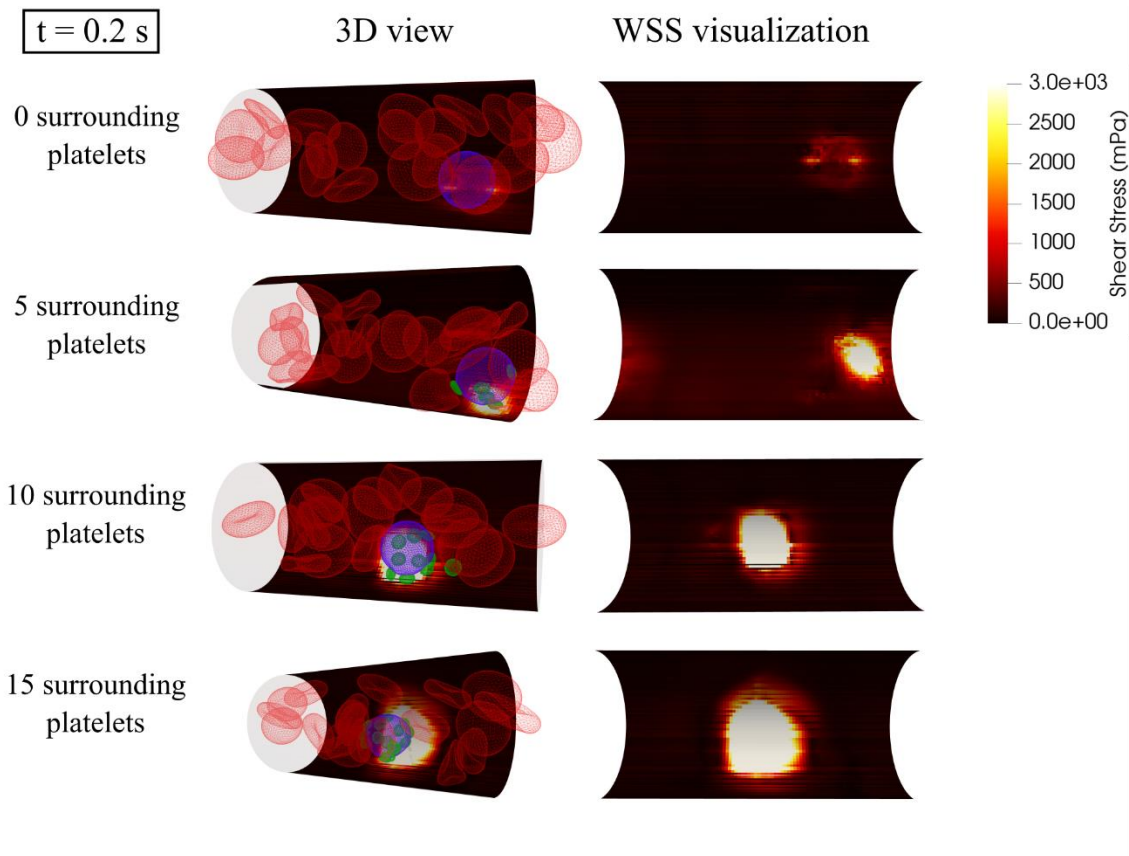 t = 0.2 s
3D view
WSS visualization
0 surrounding
platelets
5 surrounding
platelets
10 surrounding
platelets
15 surrounding
platelets
3.0e+03
2500
2000
1500
1000
500
0.0e+00
Shear Stress (mPa)